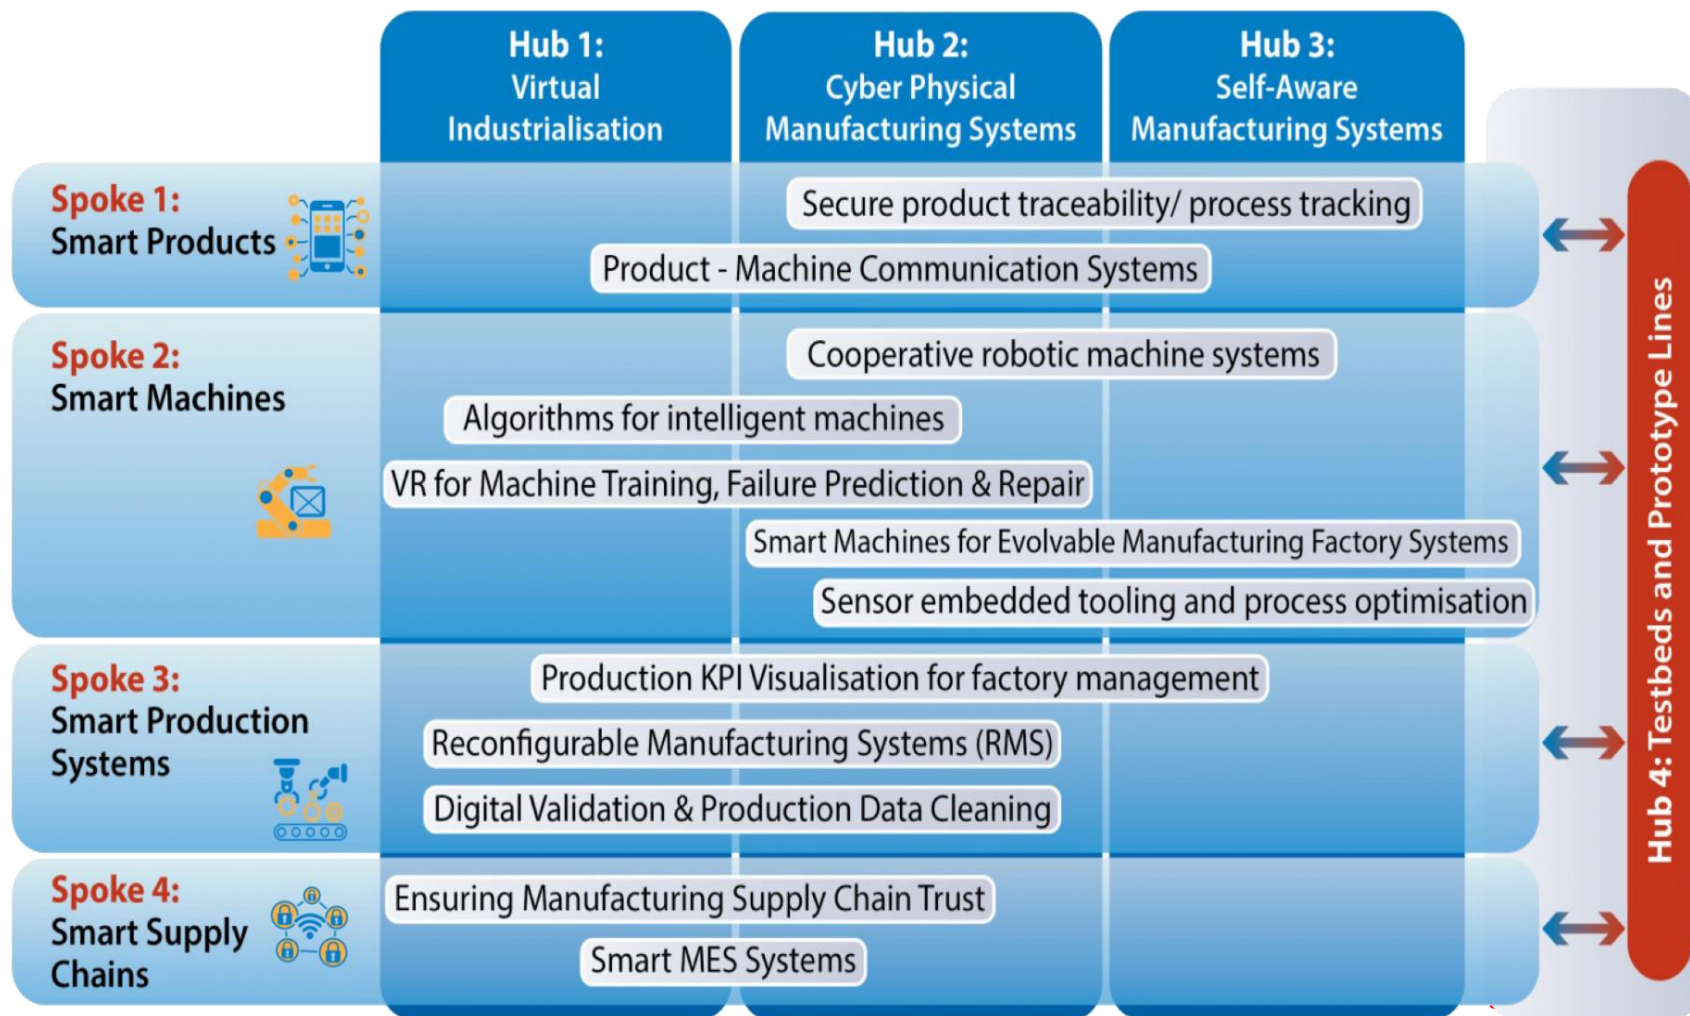 Hub 1:
Virtual
Industrialisation
Hub 2:
Cyber Physical
Manufacturing Systems
Hub 3:
Self-Aware
Manufacturing Systems
Spoke 1:
Smart Products
Secure product traceability/ process tracking
Product - Machine Communication Systems
Spoke 2:
Smart Machines
Cooperative robotic machine systems
Algorithms for intelligent machines
VR for Machine Training, Failure Prediction & Repair
Smart Machines for Evolvable Manufacturing Factory Systems
Sensor embedded tooling and process optimisation
Spoke 3:
Smart Production
Systems
Production KPI Visualisation for factory management
Reconfigurable Manufacturing Systems (RMS)
Digital Validation & Production Data Cleaning
Spoke 4:
Smart Supply
Chains
Ensuring Manufacturing Supply Chain Trust
Smart MES Systems
Hub 4: Testbeds and Prototype Lines